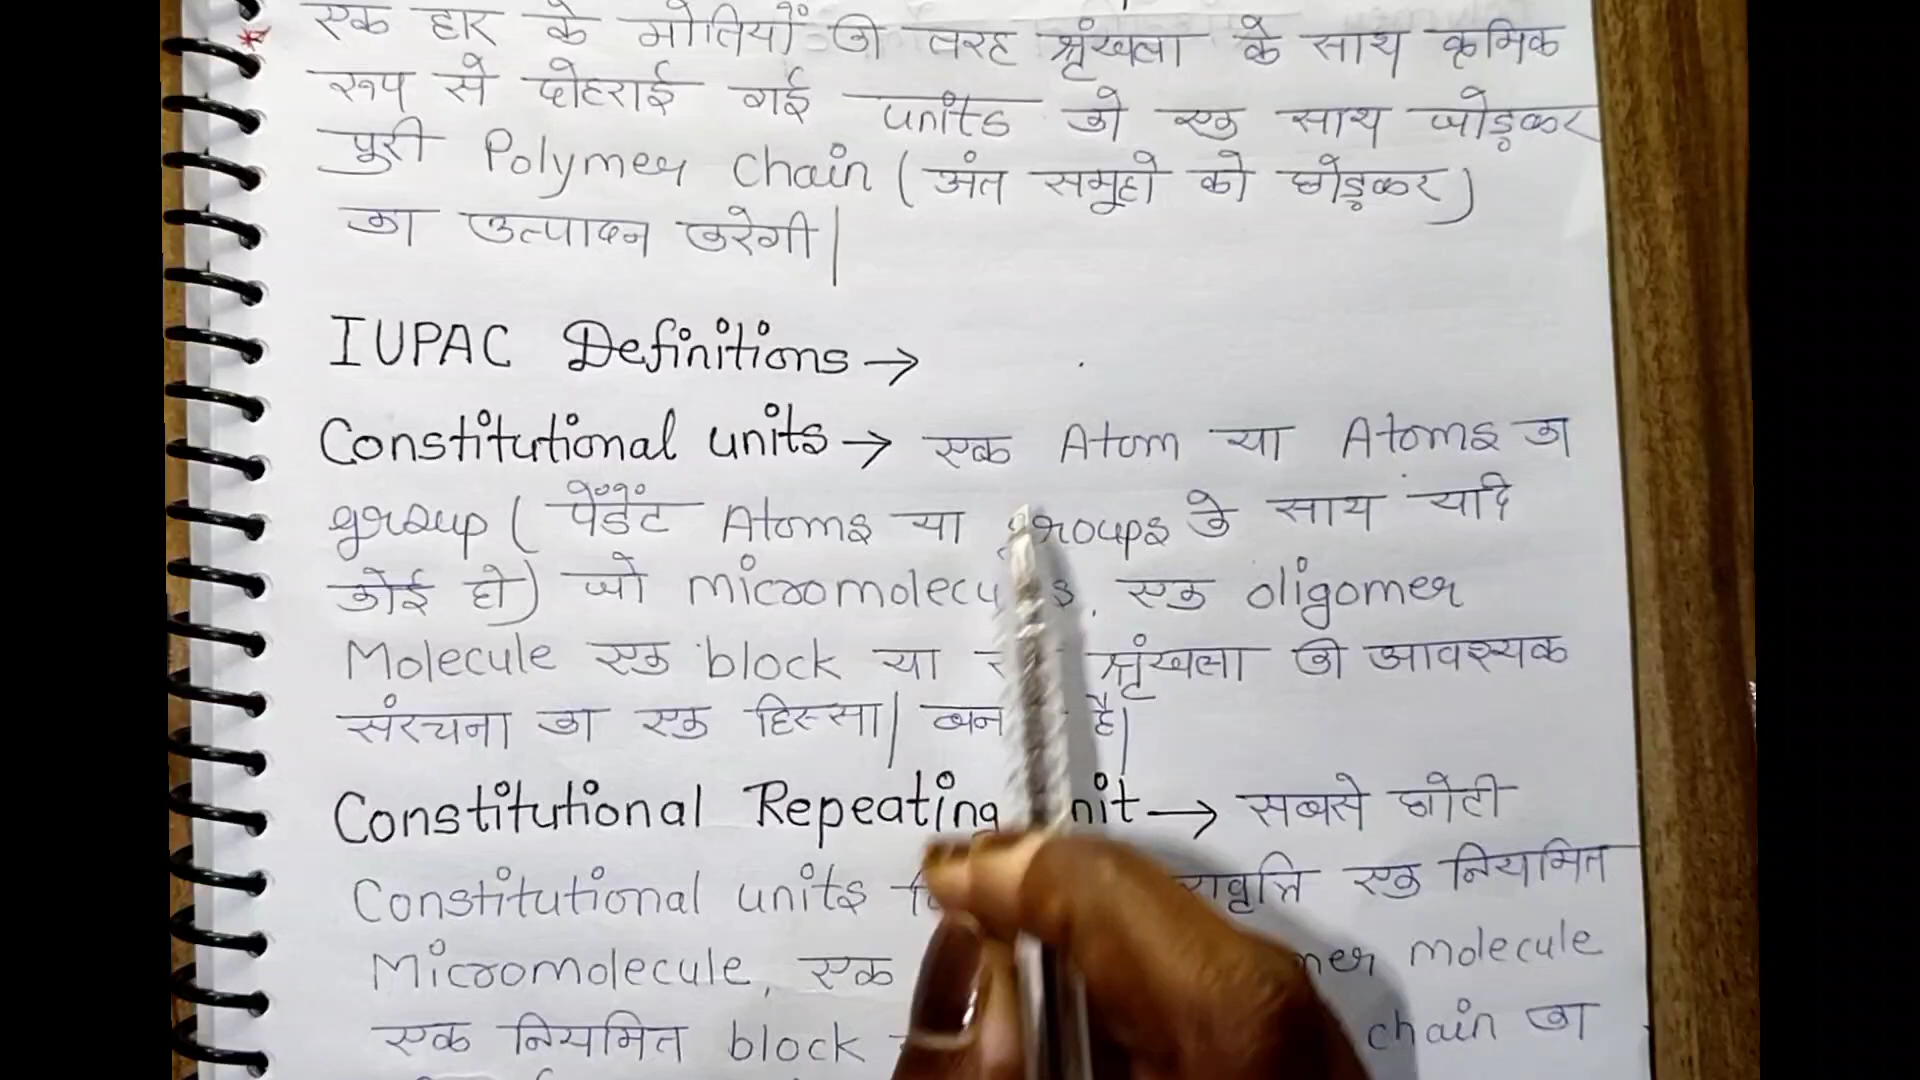 एक हार के मोतियों की तरह श्रृंखला के साथ क्रमिक
रूप से दोहराई गई units को एक साथ जोड़कर
पुरी Polymer Chain (अंत समूहो को छोड़कर)
का उत्पादन करेगी|
IUPAC Definitions →
Constitutional units → एक Atom या Atoms का
group ( पेंडेंट Atoms या groups के साथ यादि
कोई हो) जो micromolecu s, एक oligomer
Molecule एक block या श्रृंखला की आवश्यक
संरचना का एक हिस्सा| बन है|
Constitutional Repeating nit → सबसे छोटी
Constitutional units एक नियमित
Micromolecule, एक mer molecule
एक नियमित block chain का